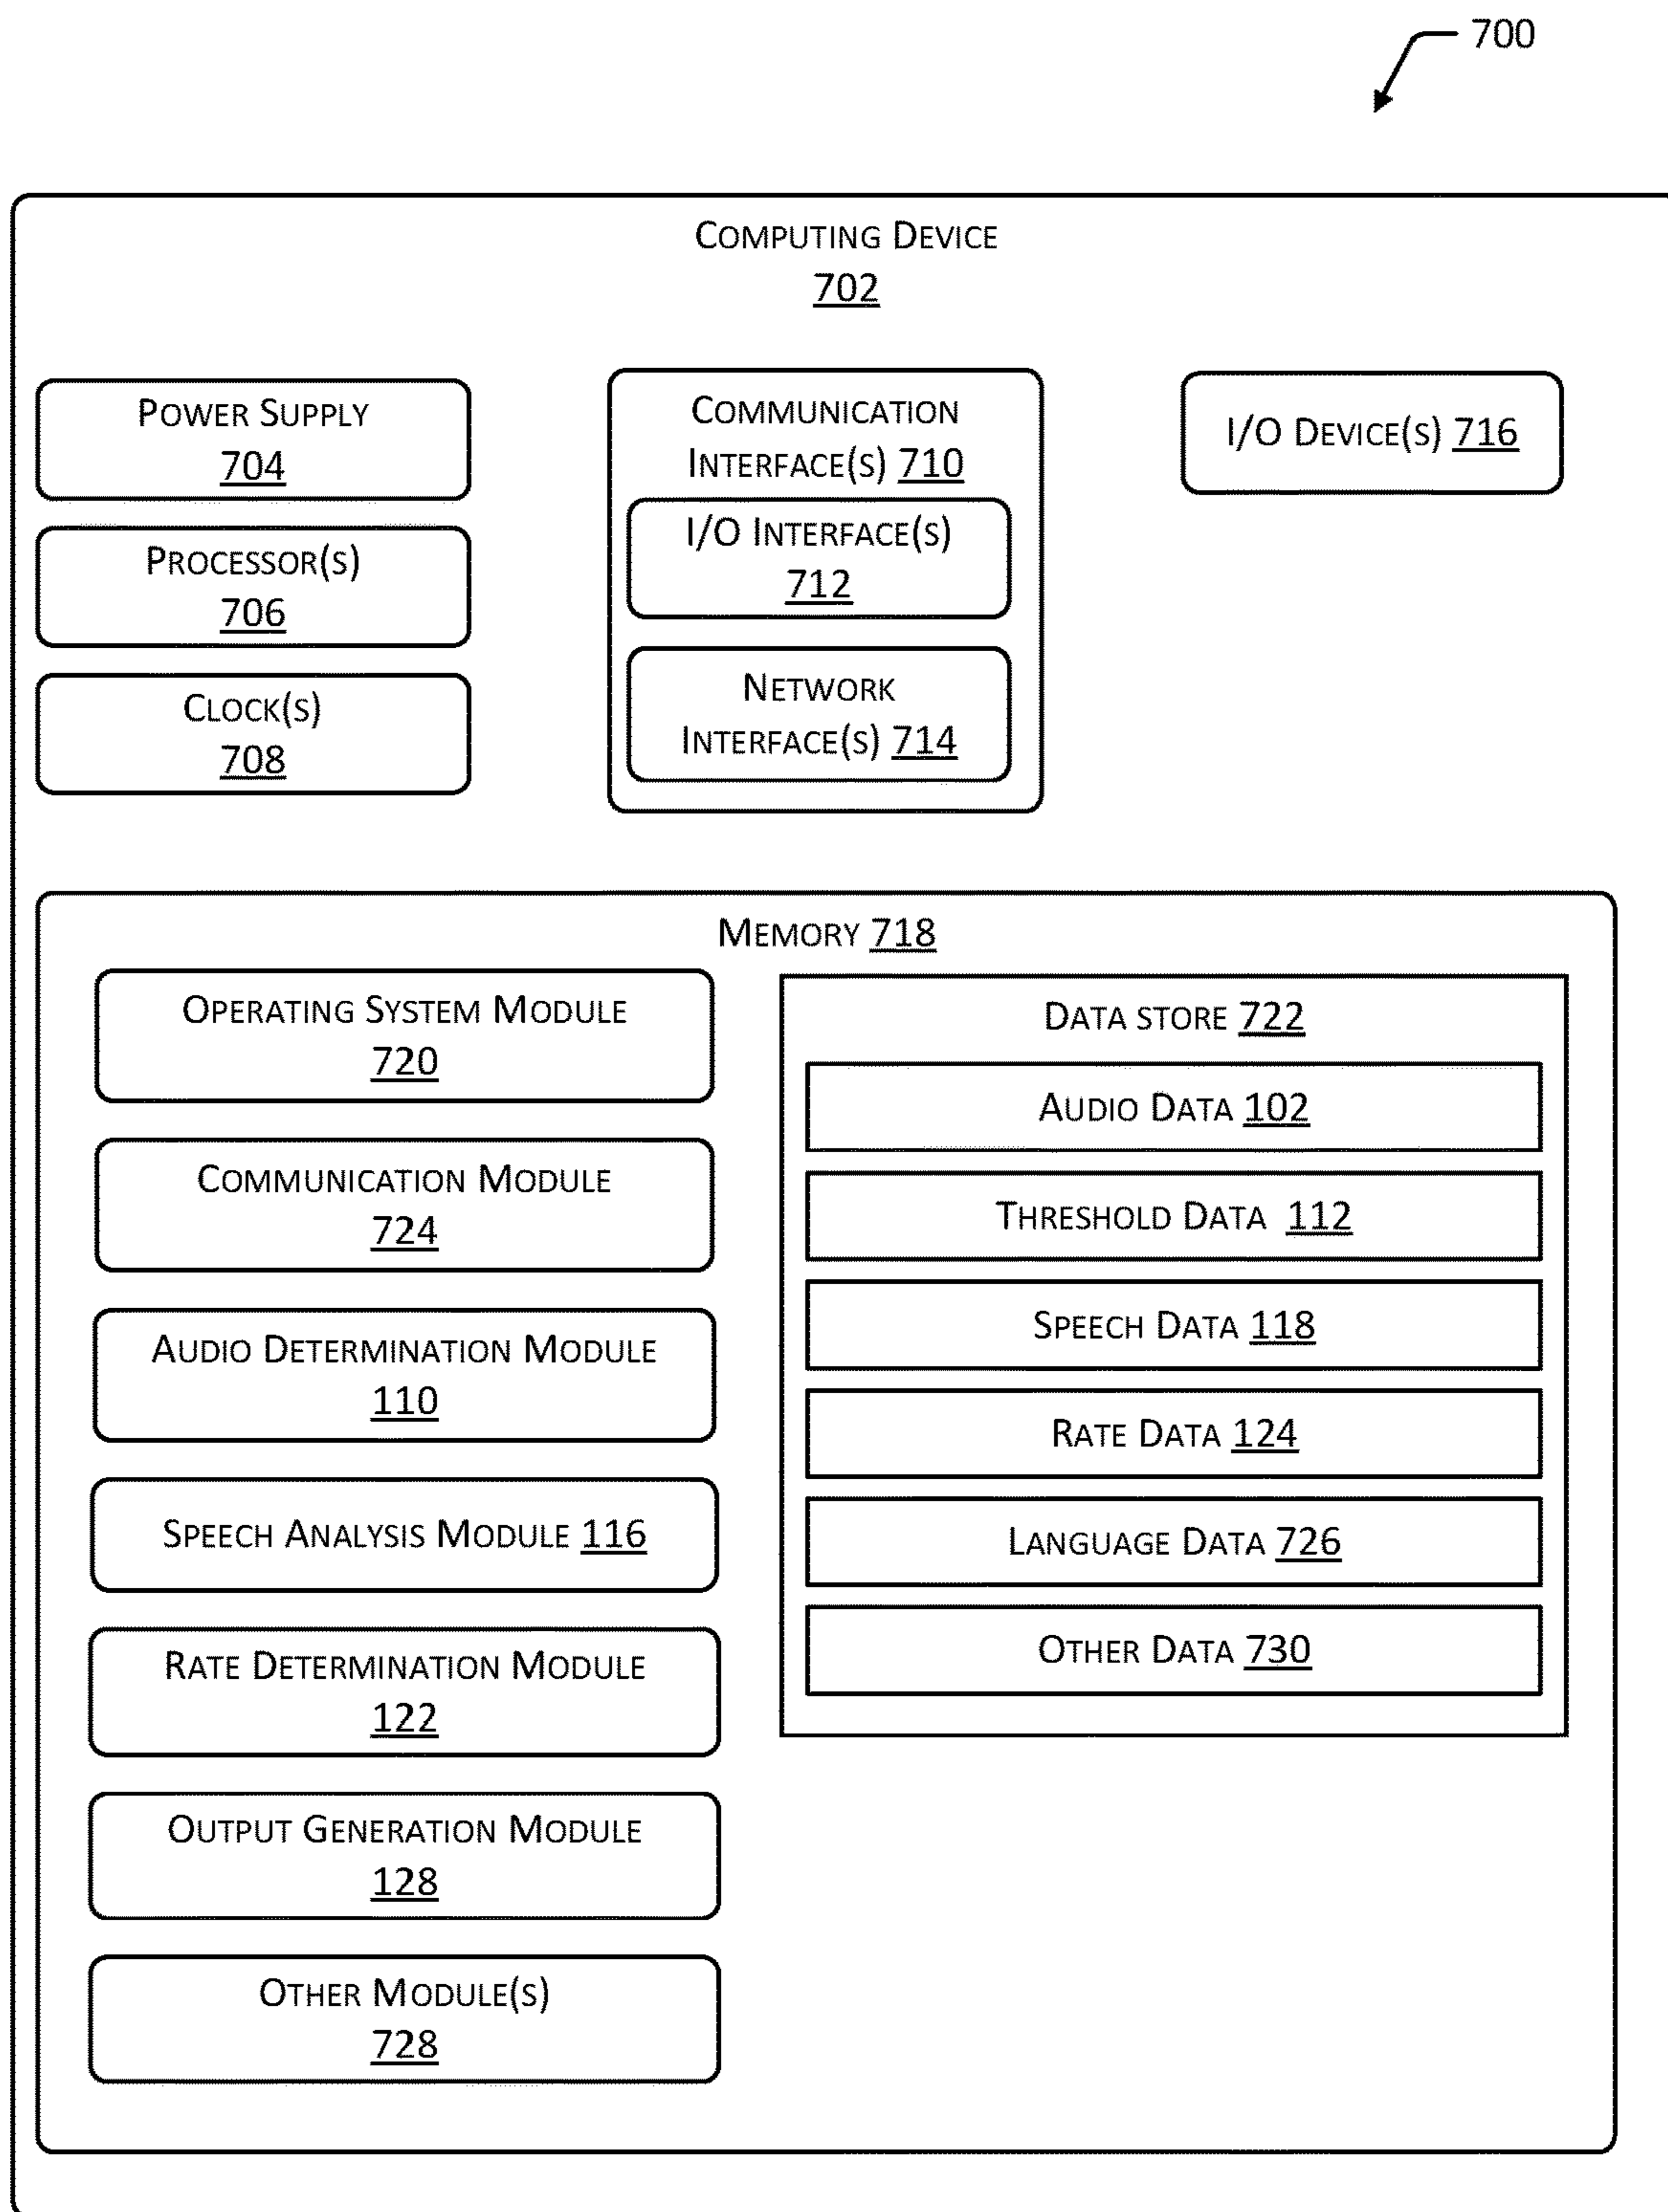 700
COMPUTING DEVICE
702
POWER SUPPLY
704
PROCESSOR(S)
706
CLOCK(S)
708
COMMUNICATION
INTERFACE(S) 710
I/O INTERFACE(S)
712
NETWORK
INTERFACE(S) 714
I/O DEVICE(S) 716
MEMORY 718
OPERATING SYSTEM MODULE
720
COMMUNICATION MODULE
724
AUDIO DETERMINATION MODULE
110
SPEECH ANALYSIS MODULE 116
RATE DETERMINATION MODULE
122
OUTPUT GENERATION MODULE
128
OTHER MODULE(S)
728
DATA STORE 722
AUDIO DATA 102
THRESHOLD DATA 112
SPEECH DATA 118
RATE DATA 124
LANGUAGE DATA 726
OTHER DATA 730